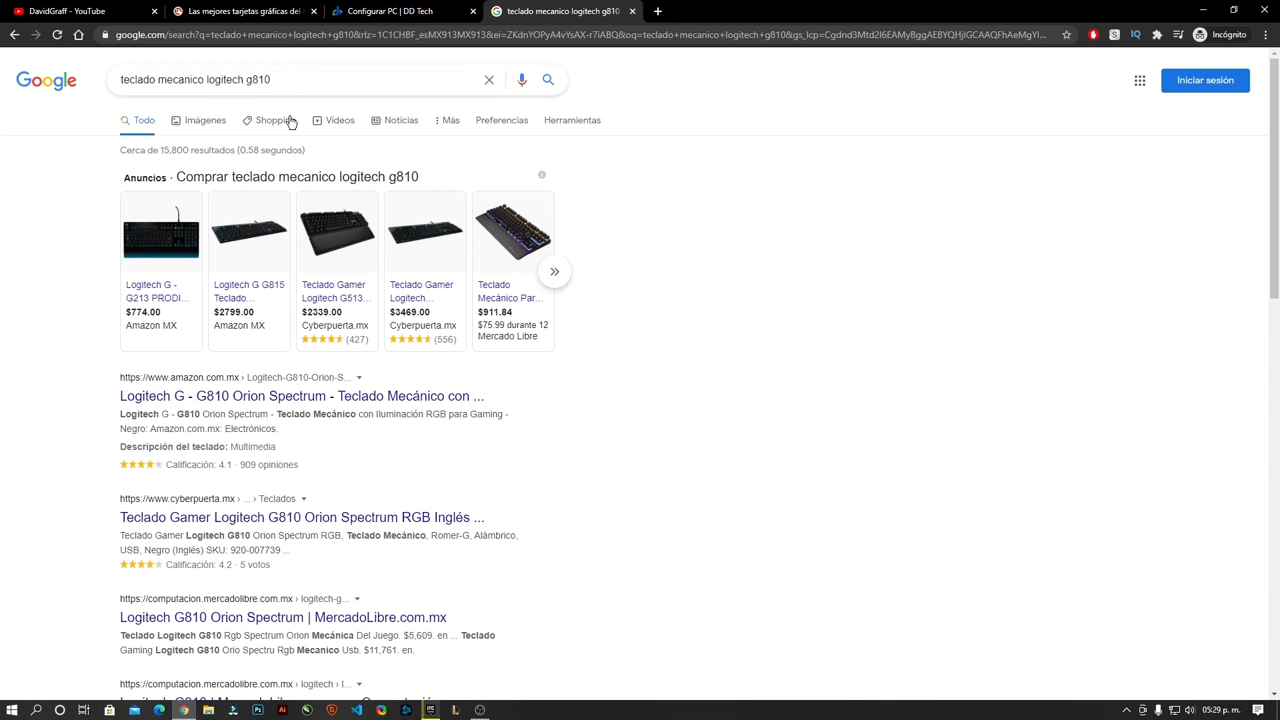 DavidGraff - YouTube
Las mejores tarjetas gráficas del
Configurar PC | DD Tech
teclado mecanico logitech g810
google.com/search?q=teclado+mecanico+logitech+g810&rlz=1C1CHBF_esMX913MX913&ei=
Incógnito
Google
teclado mecanico logitech g810
Iniciar sesión
Todo
Imágenes
Shopping
Videos
Noticias
Más
Preferencias
Herramientas
Cerca de 15,800 resultados (0.58 segundos)
Anuncios · Comprar teclado mecanico logitech g810
Logitech G -
G213 PRODI...
$774.00
Amazon MX
Logitech G G815
Teclado...
$2799.00
Amazon MX
Teclado Gamer
Logitech G513...
$2339.00
Cyberpuerta.mx
(427)
Teclado Gamer
Logitech...
$3469.00
Cyberpuerta.mx
(556)
Teclado
Mecánico Par...
$911.84
$75.99 durante 12
Mercado Libre
https://www.amazon.com.mx › Logitech-G810-Orion-S...
Logitech G - G810 Orion Spectrum - Teclado Mecánico con ...
Logitech G - G810 Orion Spectrum - Teclado Mecánico con Iluminación RGB para Gaming -
Negro: Amazon.com.mx: Electrónicos.
Descripción del teclado: Multimedia
Calificación: 4.1 · 909 opiniones
https://www.cyberpuerta.mx › ... › Teclados
Teclado Gamer Logitech G810 Orion Spectrum RGB Inglés ...
Teclado Gamer Logitech G810 Orion Spectrum RGB, Teclado Mecánico, Romer-G, Alámbrico,
USB, Negro (Inglés) SKU: 920-007739 ...
Calificación: 4.2 · 5 votos
https://computacion.mercadolibre.com.mx › logitech-g...
Logitech G810 Orion Spectrum | MercadoLibre.com.mx
Teclado Logitech G810 Rgb Spectrum Orion Mecánica Del Juego. $5,609. en ... Teclado
Gaming Logitech G810 Orio Spectru Rgb Mecanico Usb. $11,761. en.
https://computacion.mercadolibre.com.mx › logitech › l...
05:29 p. m.